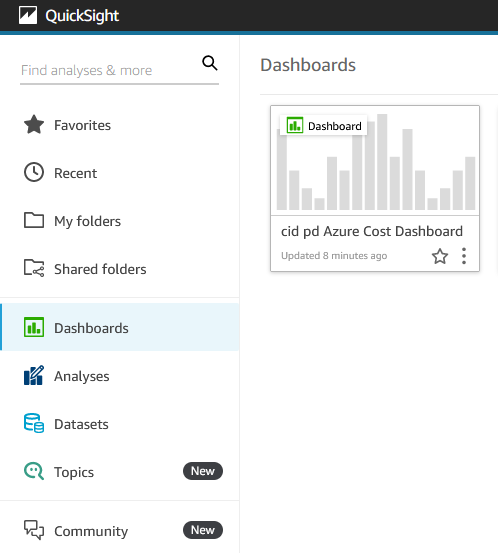 QuickSight
Find analyses & more
Favorites
Recent
My folders
Shared folders
Dashboards
Analyses
Datasets
Topics New
Community New
Dashboards
Dashboard
cid pd Azure Cost Dashboard
Updated 8 minutes ago